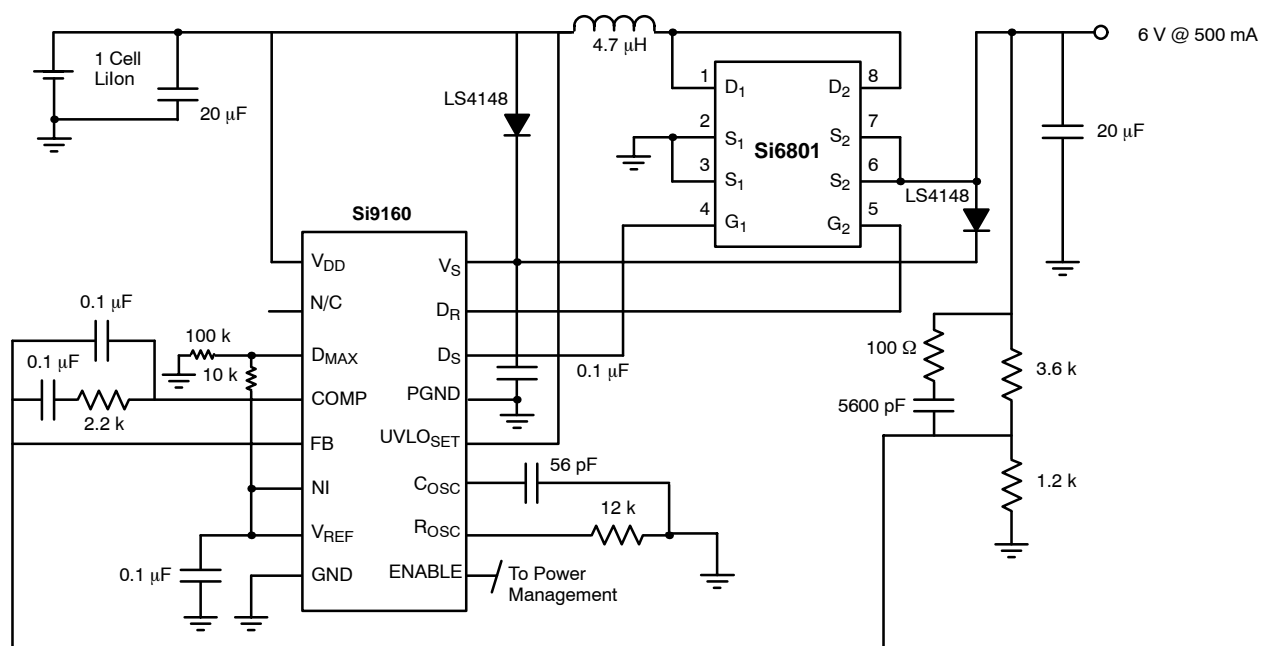 1 Cell
LiIon
20 μF
4.7 μH
6 V @ 500 mA
LS4148
1
D1
D2
8
2
S1
S2
7
Si6801
3
S1
S2
6
4
G1
G2
5
LS4148
20 μF
Si9160
VDD
VS
N/C
DR
DMAX
DS
COMP
PGND
FB
UVLOSET
NI
COSC
VREF
ROSC
GND
ENABLE
0.1 μF
0.1 μF
2.2 k
100 k
10 k
0.1 μF
0.1 μF
56 pF
12 k
To Power
Management
100 Ω
5600 pF
3.6 k
1.2 k